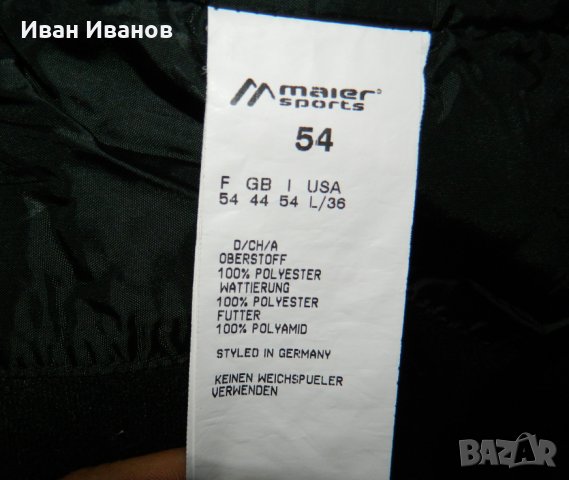 Иван Иванов
maier
sports
54
F GB I USA
54 44 54 L/36
D/CH/A
OBERSTOFF
100% POLYESTER
WATTIERUNG
100% POLYESTER
FUTTER
100% POLYAMID
STYLED IN GERMANY
KEINEN WEICHSPUELER
VERWENDEN
BAZAR